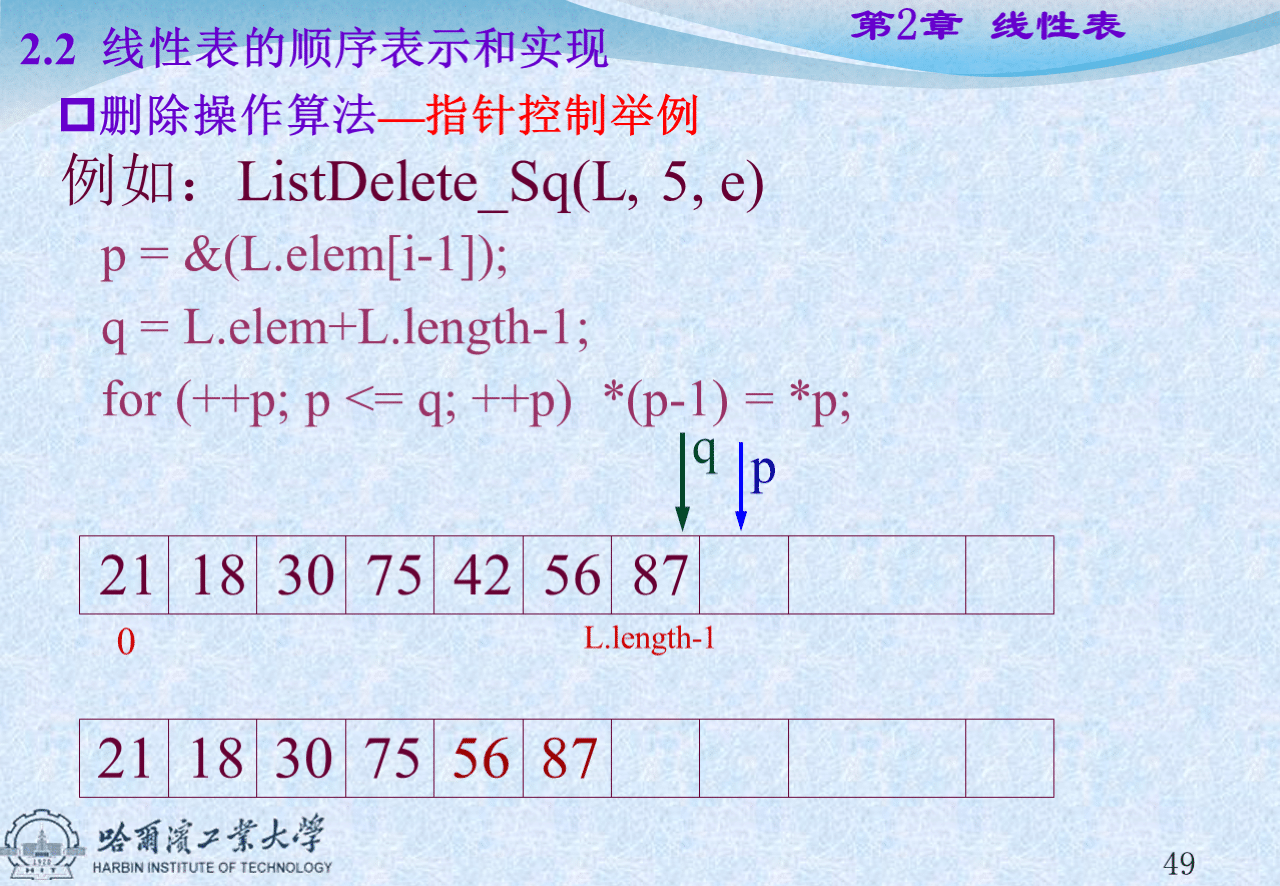 第2章 线性表
2.2 线性表的顺序表示和实现
删除操作算法—指针控制举例
例如：ListDelete_Sq(L, 5, e)
p = &(L.elem[i-1]);
q = L.elem+L.length-1;
for (++p; p <= q; ++p) *(p-1) = *p;
q
p
21 18 30 75 42 56 87
0 L.length-1
21 18 30 75 56 87
哈爾濱工業大學
HARBIN INSTITUTE OF TECHNOLOGY
1920
HIT
49